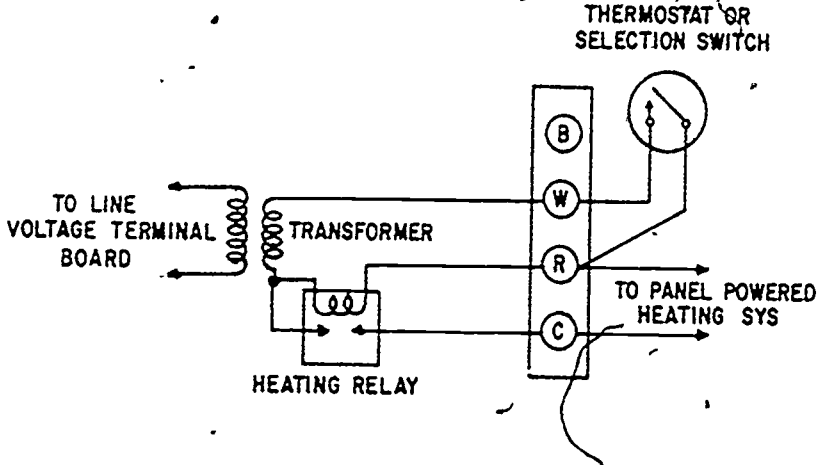 THERMOSTAT OR
SELECTION SWITCH
B
W
TO LINE
VOLTAGE TERMINAL
BOARD
TRANSFORMER
R
TO PANEL POWERED
HEATING SYS
C
HEATING RELAY